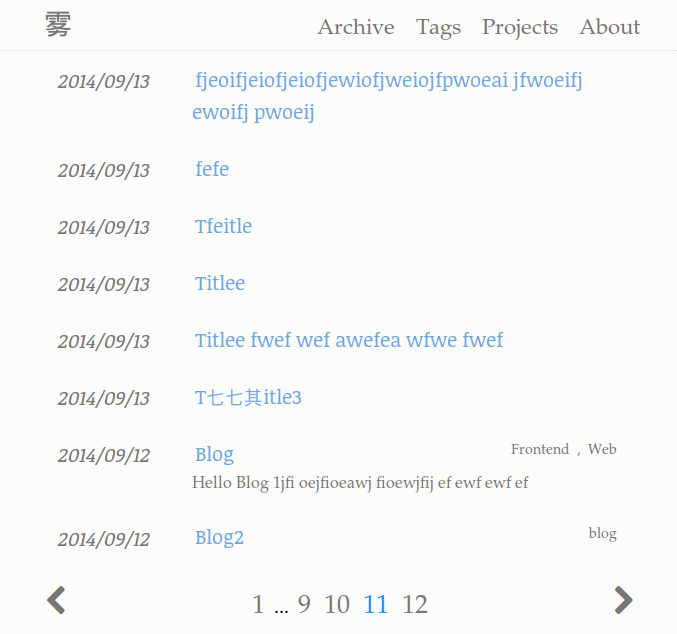 雾 Archive Tags Projects About
2014/09/13 fjeoifjeiofjeiofjewiofjweiojfpwoeai jfwoeifj
ewoifj pwoeij
2014/09/13 fefe
2014/09/13 Tfeitle
2014/09/13 Titlee
2014/09/13 Titlee fwef wef awefea wfwe fwef
2014/09/13 T七七其itle3
2014/09/12 Blog Frontend , Web
Hello Blog 1jfi oejfioeawj fioewjfij ef ewf ewf ef
2014/09/12 Blog2 blog
1 ... 9 10 11 12